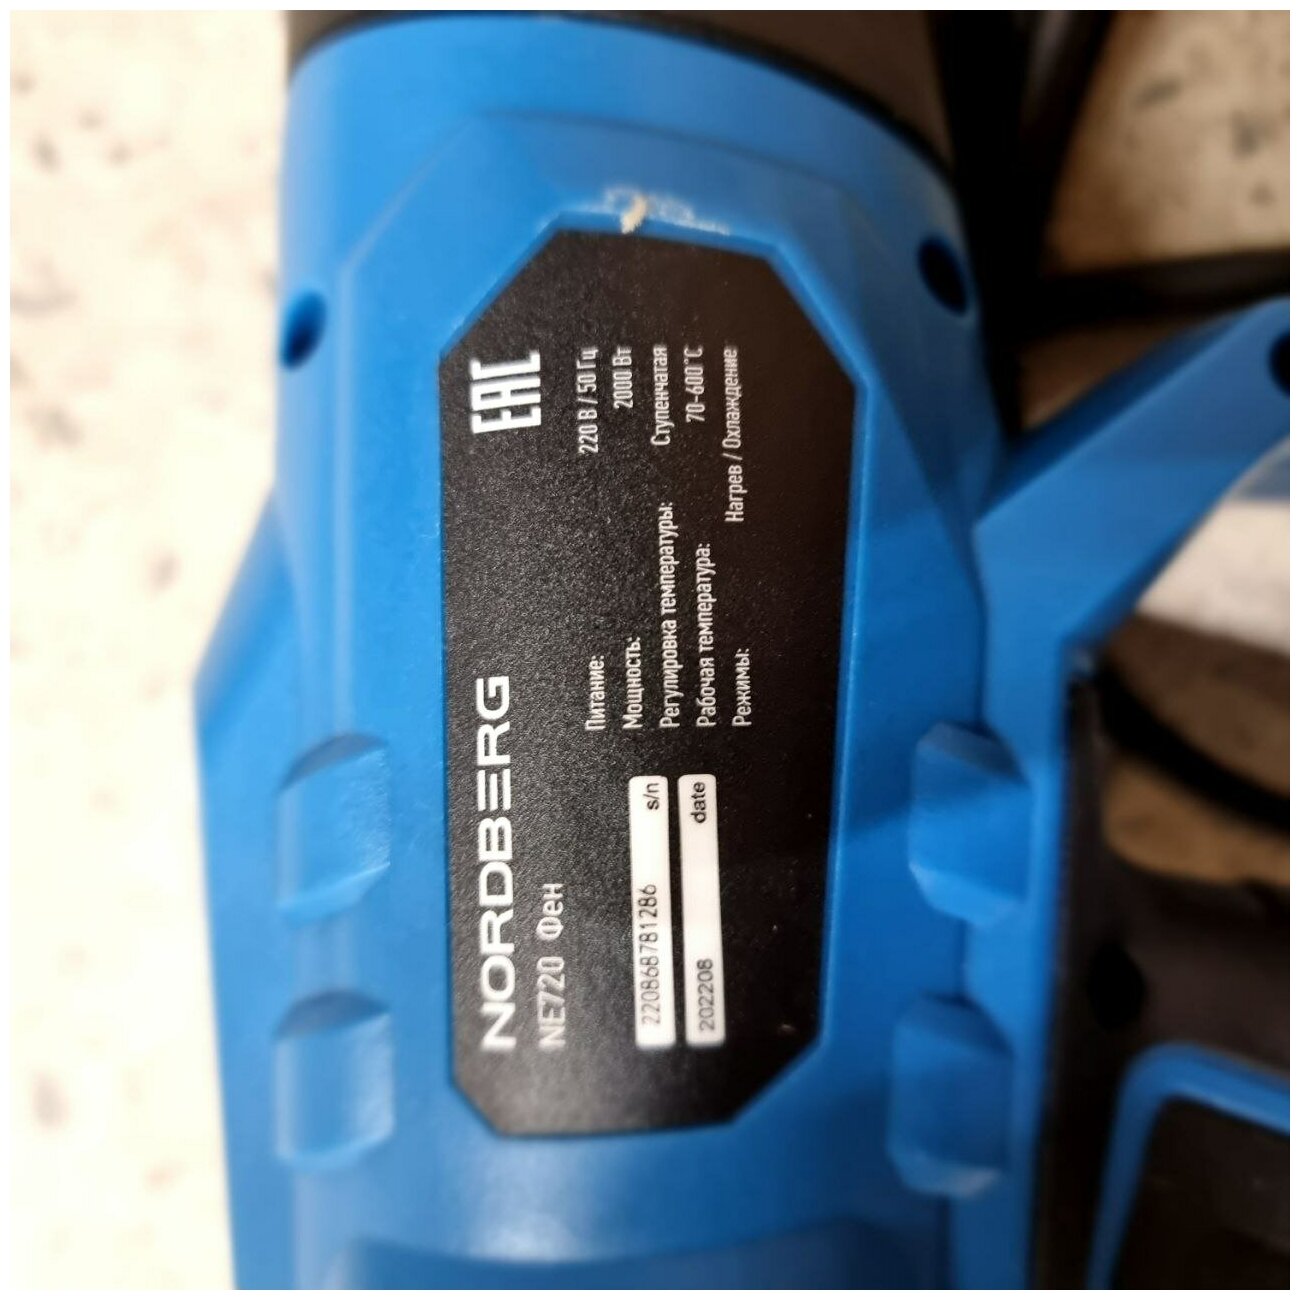 NORDBERG
EAC
NE720 Фен
Питание: 220 В / 50 Гц
Мощность: 2000 Вт
Регулировка температуры: Ступенчатая
Рабочая температура: 70-600°C
Режимы: Нагрев / Охлаждение
220868781286 s/n
202208 date